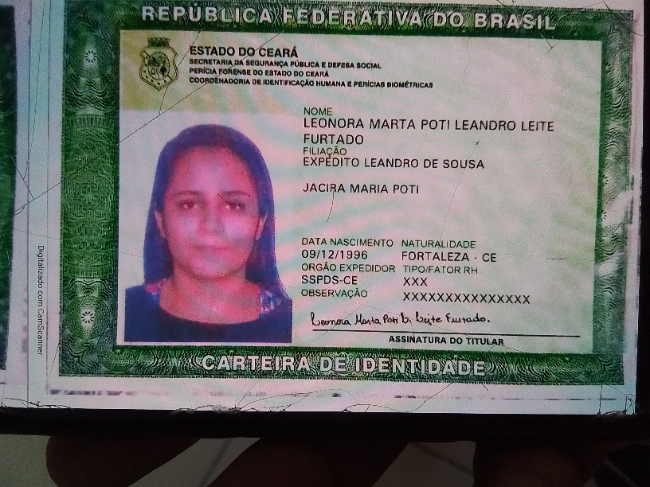 REPÚBLICA FEDERATIVA DO BRASIL
ESTADO DO CEARÁ
SECRETARIA DA SEGURANÇA PÚBLICA E DEFESA SOCIAL
PERÍCIA FORENSE DO ESTADO DO CEARÁ
COORDENADORIA DE IDENTIFICAÇÃO HUMANA E PERÍCIAS BIOMÉTRICAS
NOME
LEONORA MARTA POTI LEANDRO LEITE
FURTADO
FILIAÇÃO
EXPEDITO LEANDRO DE SOUSA
JACIRA MARIA POTI
DATA NASCIMENTO NATURALIDADE
09/12/1996 FORTALEZA - CE
ORGÃO EXPEDIDOR TIPO/FATOR RH
SSPDS-CE XXX
OBSERVAÇÃO XXXXXXXXXXXXXXXX
Leonora Marta Poti L. Leite Furtado.
ASSINATURA DO TITULAR
CARTEIRA DE IDENTIDADE
Digitalizado com CamScanner